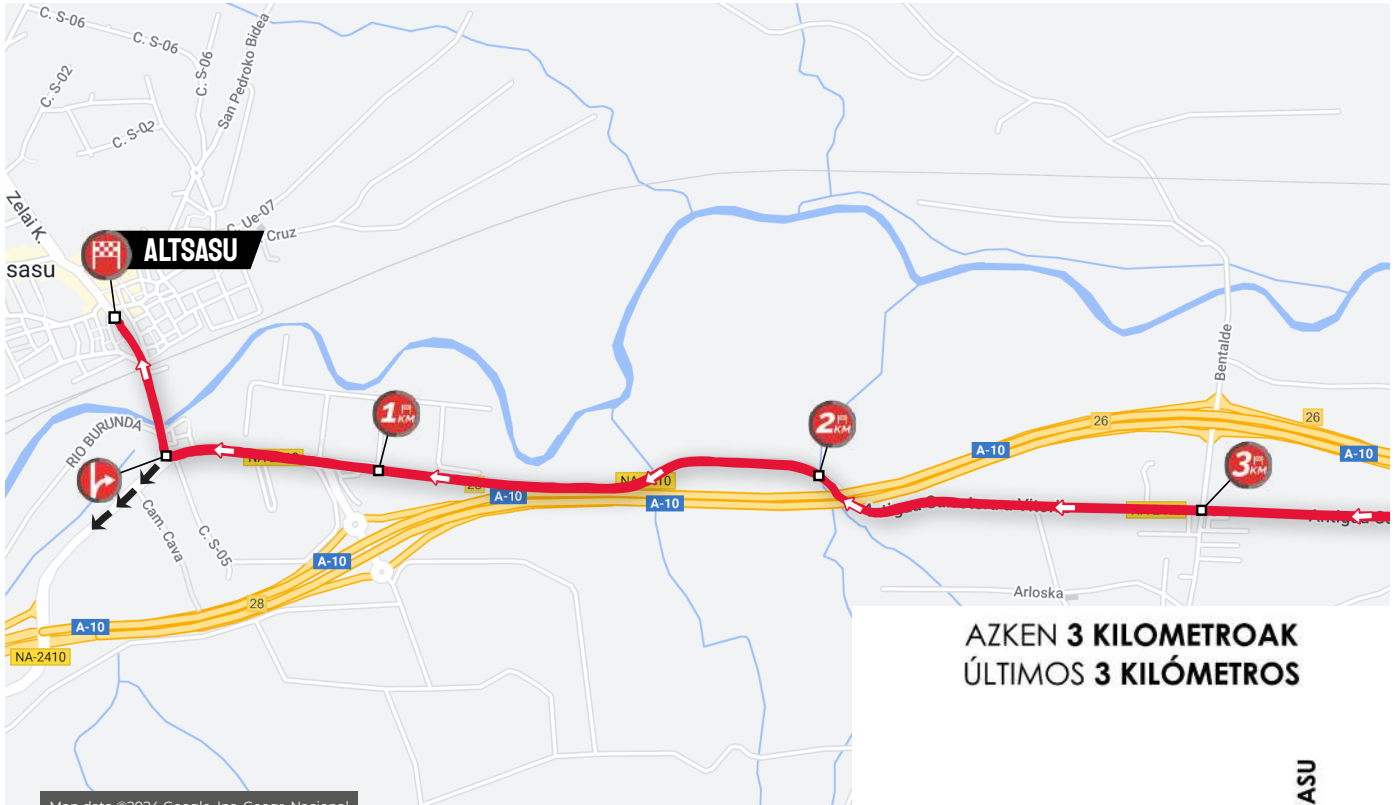 C. S-06
C. S-06
C. S-06
San Pedroko Bidea
C. S-02
C. S-02
Zelai K.
C. Ue-07
Cruz
ALTSASU
sasu
Bentalde
26
26
A-10
A-10
1 KM
2 KM
3 KM
RIO BURUNDA
A-10
A-10
Cam. Cava
C. S-05
A-10
28
A-10
NA-2410
Arloska
AZKEN 3 KILOMETROAK
ÚLTIMOS 3 KILÓMETROS
ASU